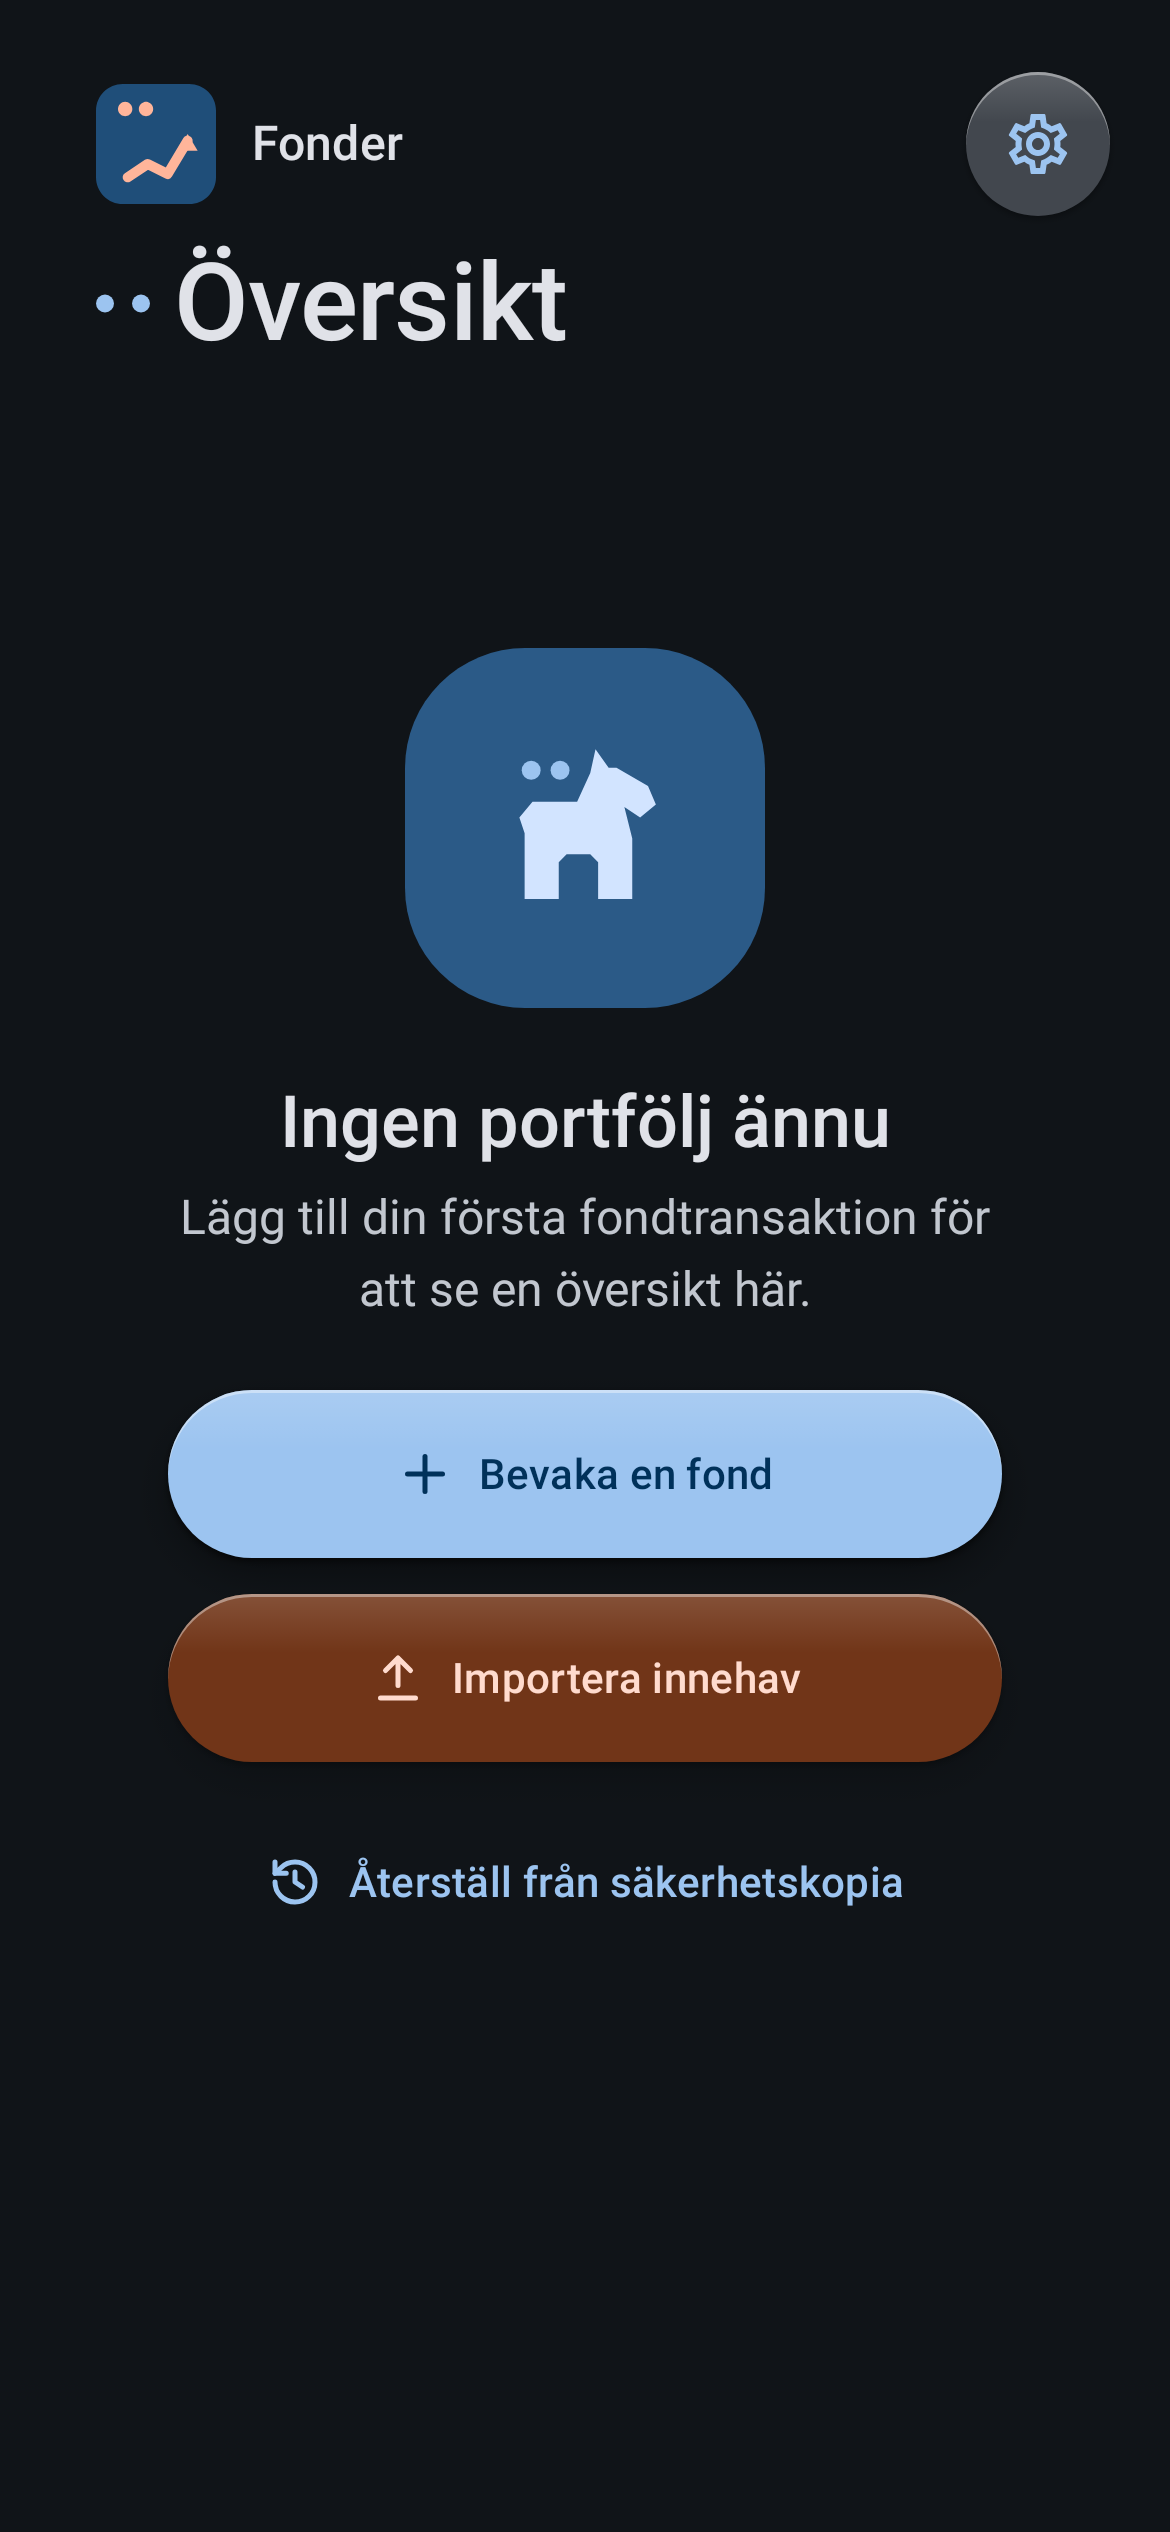 Fonder
Översikt
Ingen portfölj ännu
Lägg till din första fondtransaktion för
att se en översikt här.
Bevaka en fond
Importera innehav
Återställ från säkerhetskopia